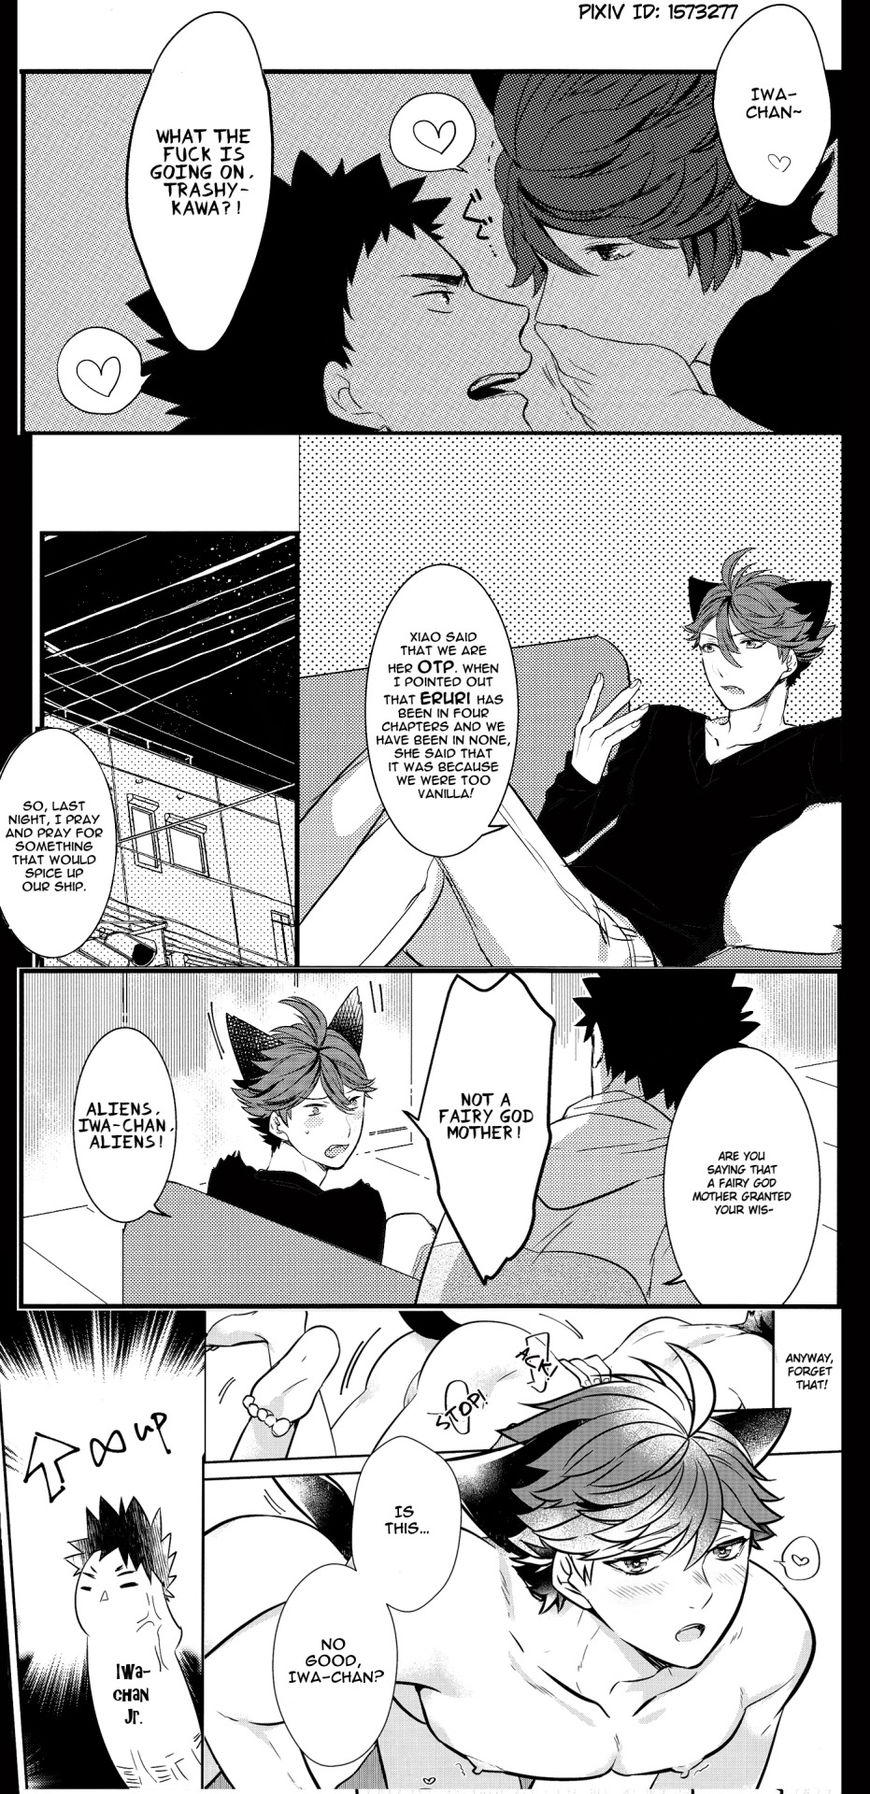 PIXIV ID: 1573277
IWA-
CHAN~
WHAT THE
FUCK IS
GOING ON,
TRASHY-
KAWA?!
XIAO SAID
THAT WE ARE
HER OTP. WHEN
I POINTED OUT
THAT ERURI HAS
BEEN IN FOUR
CHAPTERS AND WE
HAVE BEEN IN NONE,
SHE SAID THAT
IT WAS BECAUSE
WE WERE TOO
VANILLA!
SO, LAST
NIGHT, I PRAY
AND PRAY FOR
SOMETHING
THAT WOULD
SPICE UP
OUR SHIP.
ARE YOU
SAYING THAT
A FAIRY GOD
MOTHER GRANTED
YOUR WIS-
NOT A
FAIRY GOD
MOTHER!
ALIENS,
IWA-CHAN,
ALIENS!
ANYWAY,
FORGET
THAT!
ACK!
STOP!
IS
THIS...
NO
GOOD,
IWA-CHAN?
∞ UP
IWA-
CHAN
JR.